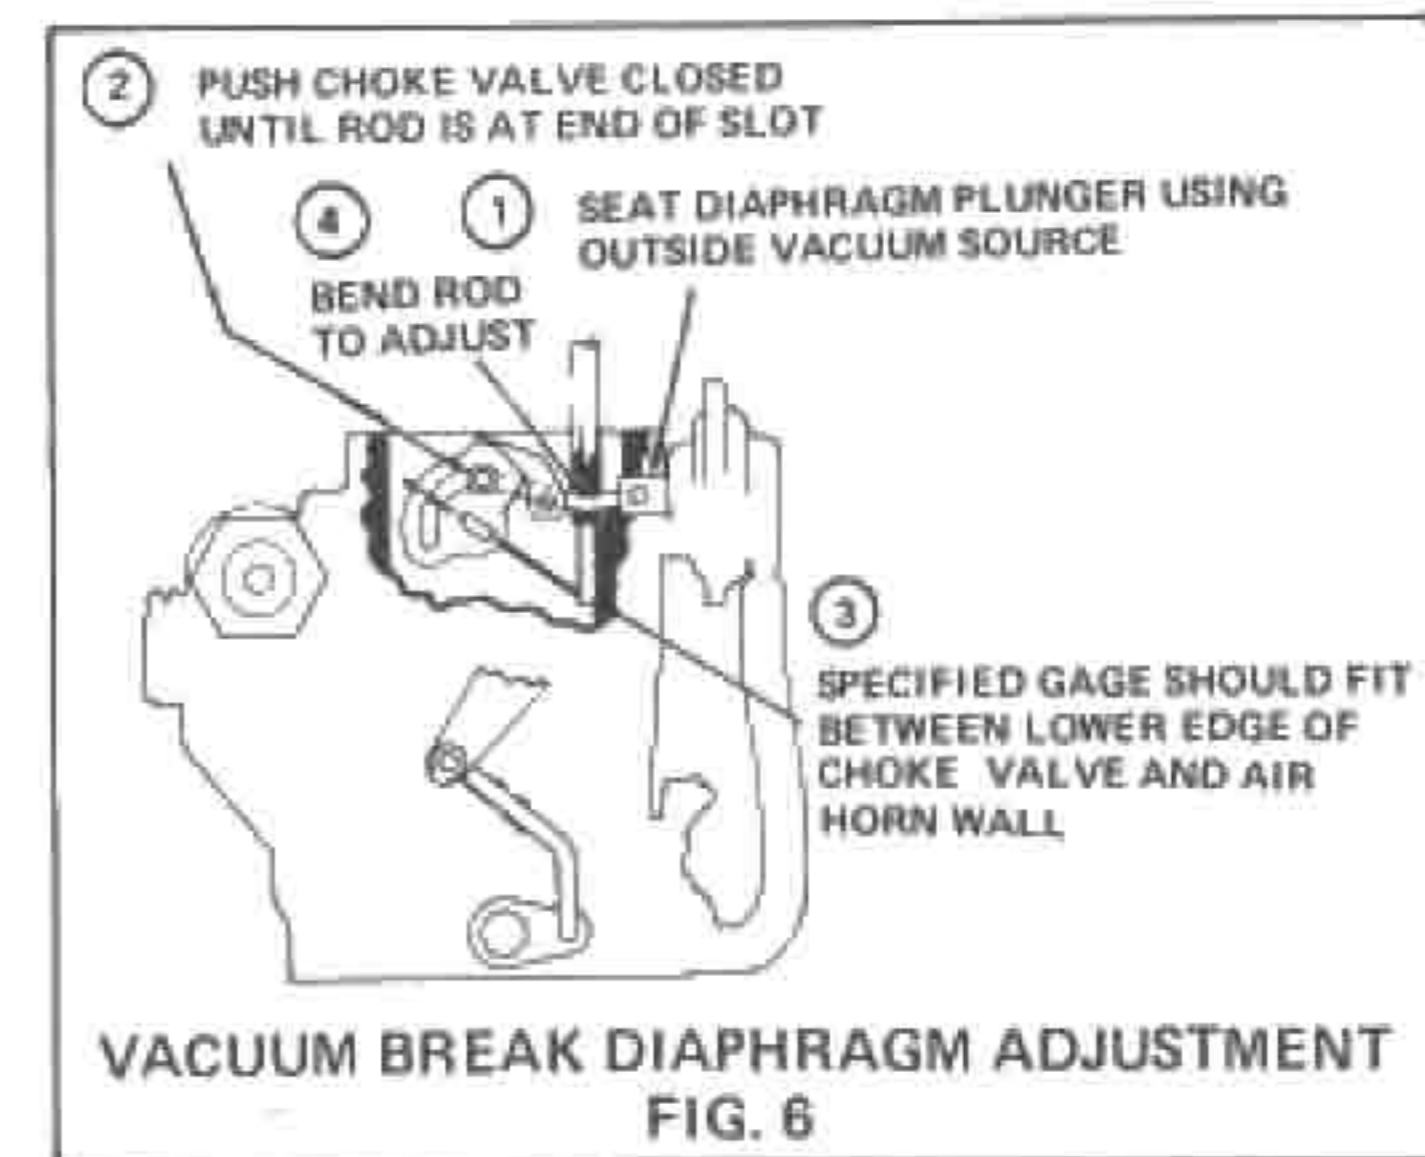 2 PUSH CHOKE VALVE CLOSED
UNTIL ROD IS AT END OF SLOT
4
BEND ROD
TO ADJUST
1 SEAT DIAPHRAGM PLUNGER USING
OUTSIDE VACUUM SOURCE
3
SPECIFIED GAGE SHOULD FIT
BETWEEN LOWER EDGE OF
CHOKE VALVE AND AIR
HORN WALL
VACUUM BREAK DIAPHRAGM ADJUSTMENT
FIG. 6